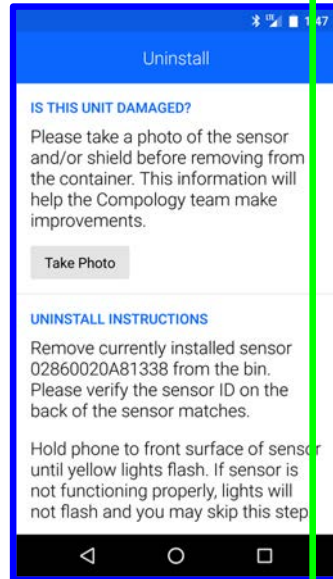 1:47
Uninstall
IS THIS UNIT DAMAGED?
Please take a photo of the sensor
and/or shield before removing from
the container. This information will
help the Compology team make
improvements.
Take Photo
UNINSTALL INSTRUCTIONS
Remove currently installed sensor
02860020A81338 from the bin.
Please verify the sensor ID on the
back of the sensor matches.
Hold phone to front surface of sensor
until yellow lights flash. If sensor is
not functioning properly, lights will
not flash and you may skip this step